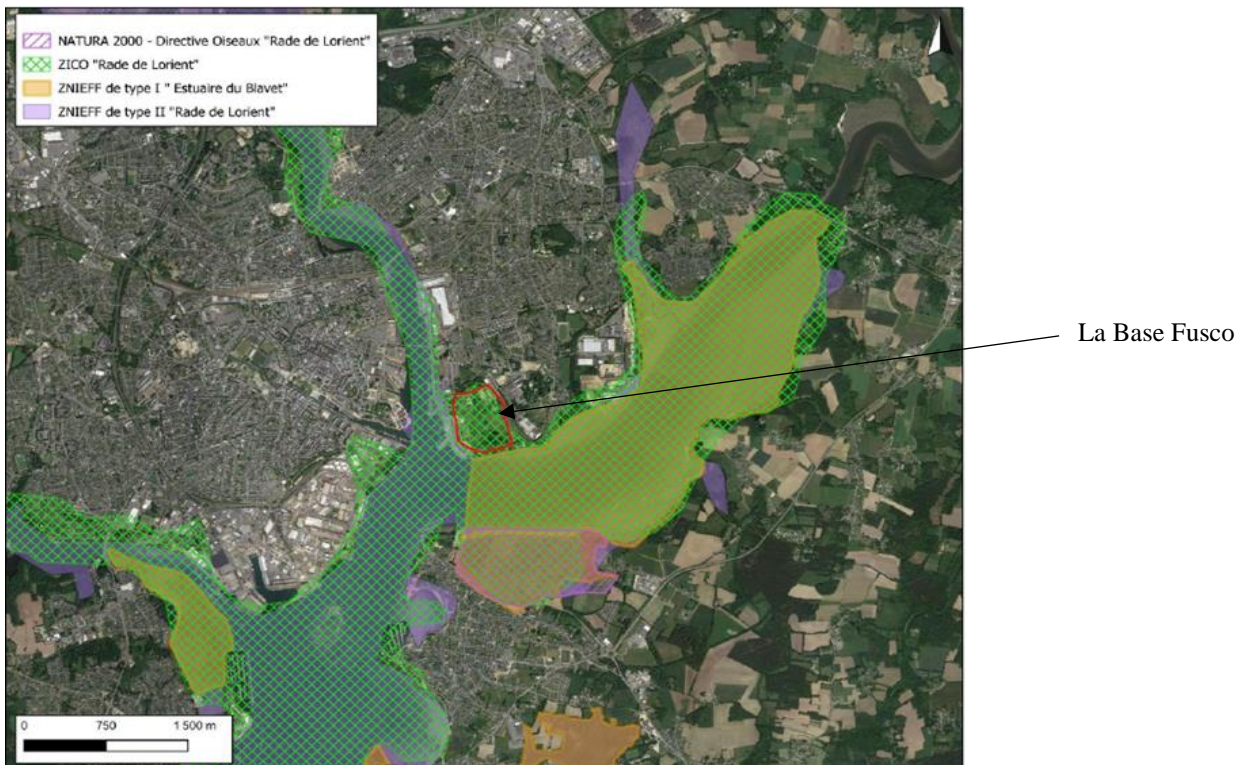 NATURA 2000 - Directive Oiseaux "Rade de Lorient"
ZICO "Rade de Lorient"
ZNIEFF de type I " Estuaire du Blavet"
ZNIEFF de type II "Rade de Lorient"
La Base Fusco
0 750 1 500 m